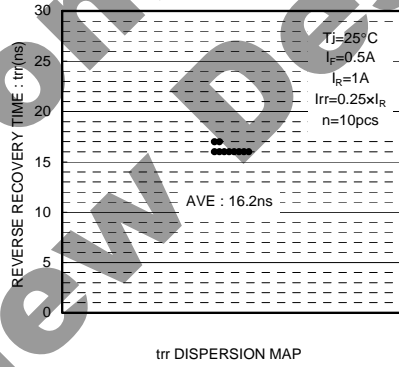 30
25
20
15
10
5
0
REVERSE RECOVERY TIME : trr(ns)
Tj=25°C
IF=0.5A
IR=1A
Irr=0.25×IR
n=10pcs
AVE : 16.2ns
trr DISPERSION MAP